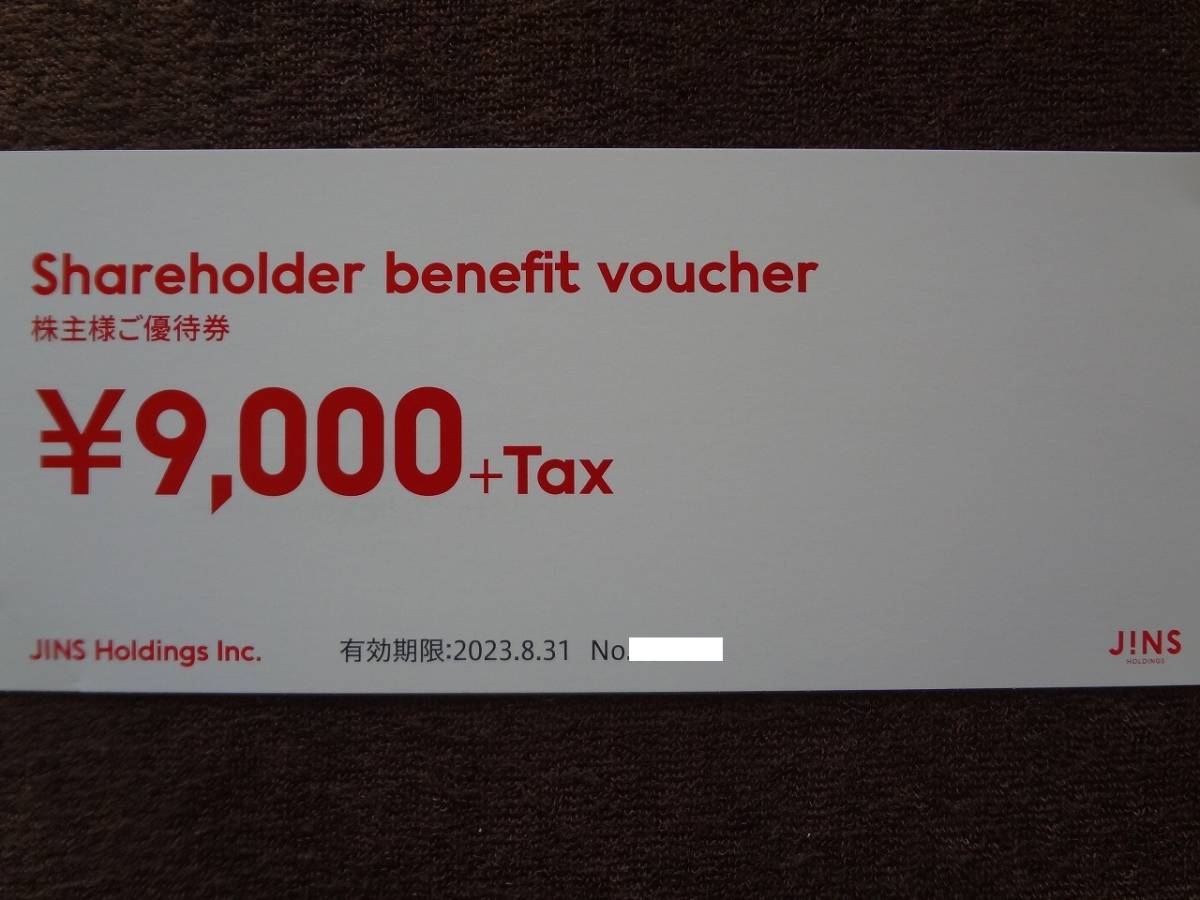 Shareholder benefit voucher
株主様ご優待券
¥9,000+Tax
JINS Holdings Inc. 有効期限:2023.8.31 No.
J!NS
HOLDINGS